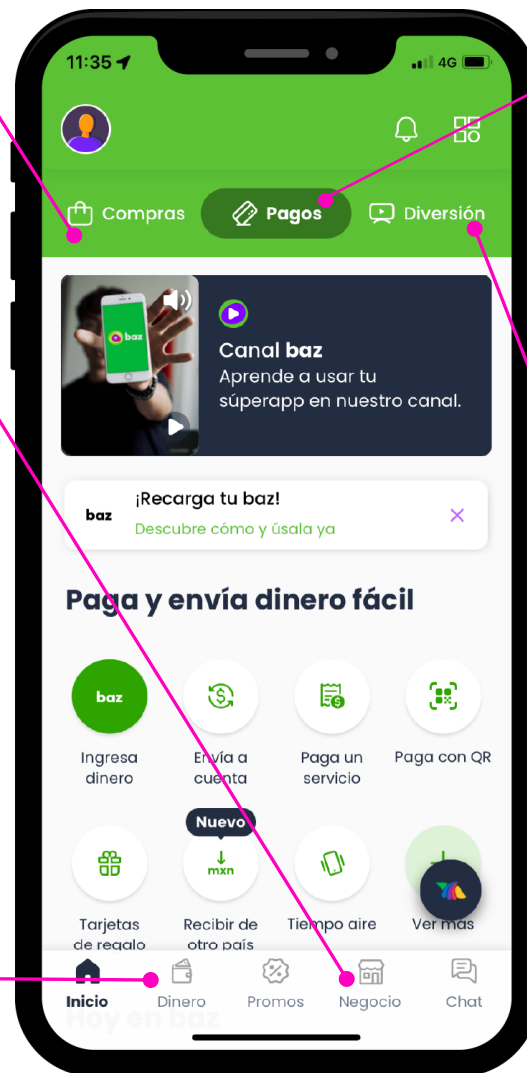 11:35
4G
Compras
Pagos
Diversión
baz
Canal baz
Aprende a usar tu
súperapp en nuestro canal.
baz
¡Recarga tu baz!
Descubre cómo y úsala ya
Paga y envía dinero fácil
baz
Ingresa
dinero
Envía a
cuenta
Paga un
servicio
Paga con QR
Nuevo
mxn
Tarjetas
de regalo
Recibir de
otro país
Tiempo aire
Ver más
Hoy en baz
Inicio
Dinero
Promos
Negocio
Chat